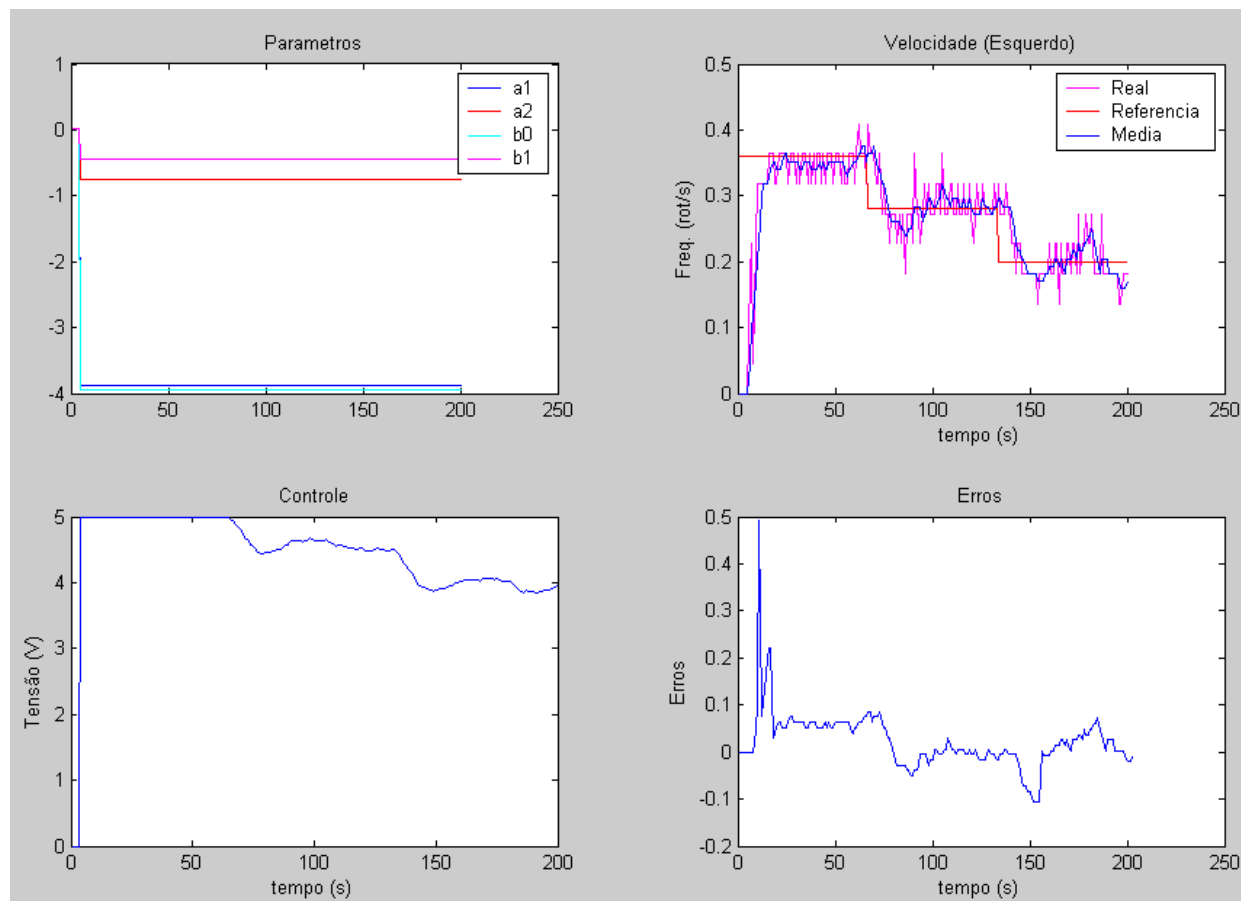 Parametros
1
0
-1
-2
-3
-4
0 50 100 150 200 250
a1
a2
b0
b1
Velocidade (Esquerdo)
Freq. (rot/s)
0.5
0.4
0.3
0.2
0.1
0
0 50 100 150 200 250
tempo (s)
Real
Referencia
Media
Controle
Tensão (V)
5
4
3
2
1
0
0 50 100 150 200
tempo (s)
Erros
Erros
0.5
0.4
0.3
0.2
0.1
0
-0.1
-0.2
0 50 100 150 200 250
tempo (s)